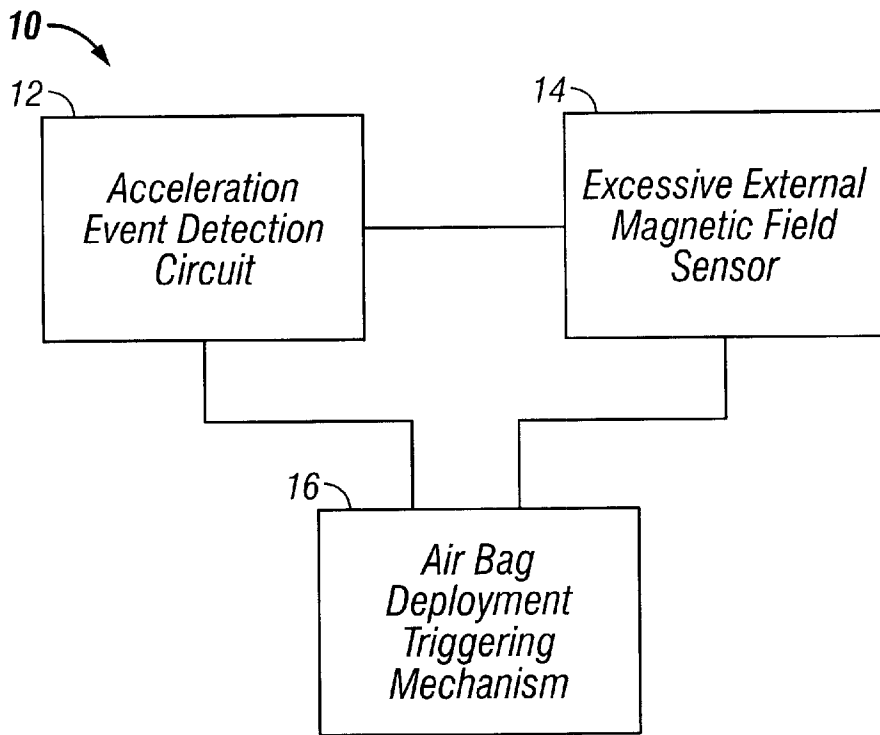 10
12
Acceleration
Event Detection
Circuit
14
Excessive External
Magnetic Field
Sensor
16
Air Bag
Deployment
Triggering
Mechanism